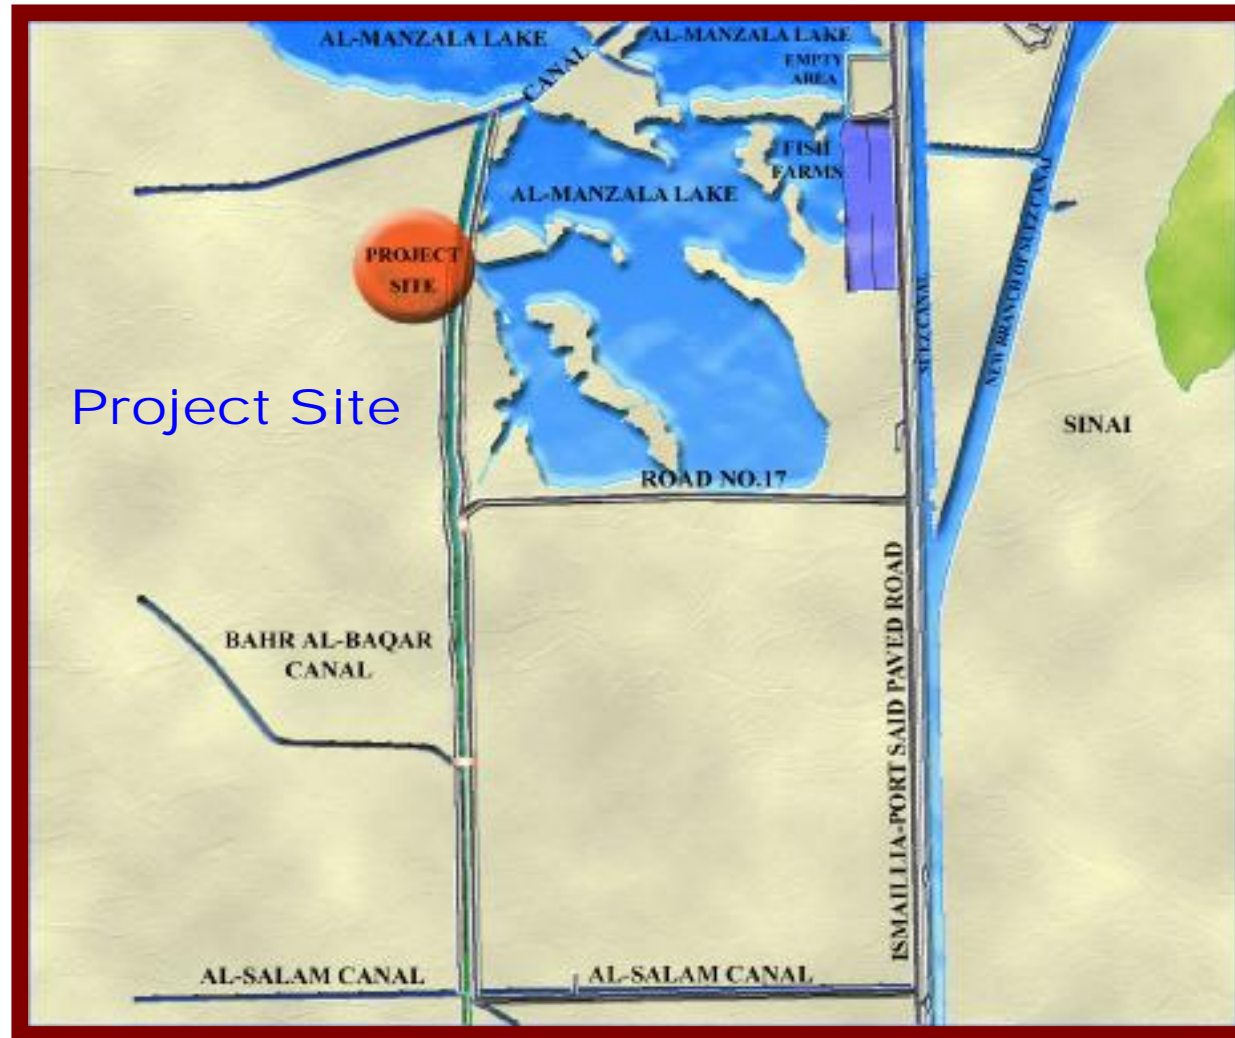 AL-MANZALA LAKE
AL-MANZALA LAKE
CANAL
EMPTY
AREA
FISH
FARMS
AL-MANZALA LAKE
PROJECT
SITE
SUEZ CANAL
NEW BRANCH OF SUEZ CANAL
Project Site
SINAI
ROAD NO.17
ISMAILLIA-PORT SAID PAVED ROAD
BAHR AL-BAQAR
CANAL
AL-SALAM CANAL
AL-SALAM CANAL